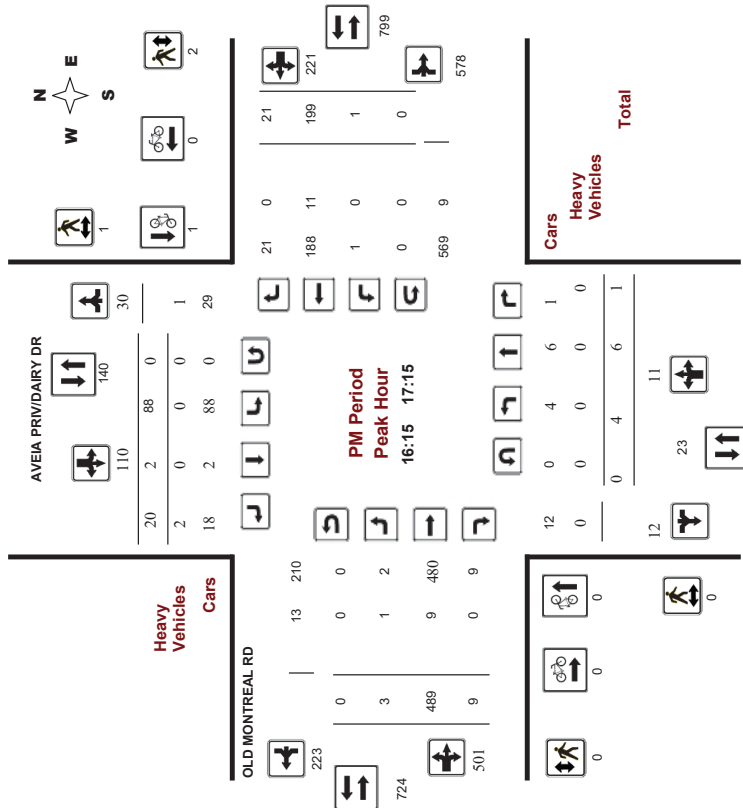 N
W
E
S
1
2
1
0
AVEIA PRIV/DAIRY DR
140
110
30
20 2 88 0
2 0 0 0 1
18 2 88 0 29
Heavy
Vehicles
Cars
221
799
578
21 0 21
188 11 199
1 0 1
0 0 0
569 9
OLD MONTREAL RD
223
724
501
13 210
0 0 0
3 1 2
489 9 480
9 0 9
PM Period
Peak Hour
16:15 17:15
12 0 4 6 1
0 0 0 0 0
0 4 6 1
12
11
23
Cars
Heavy
Vehicles
Total
0
0
0
0